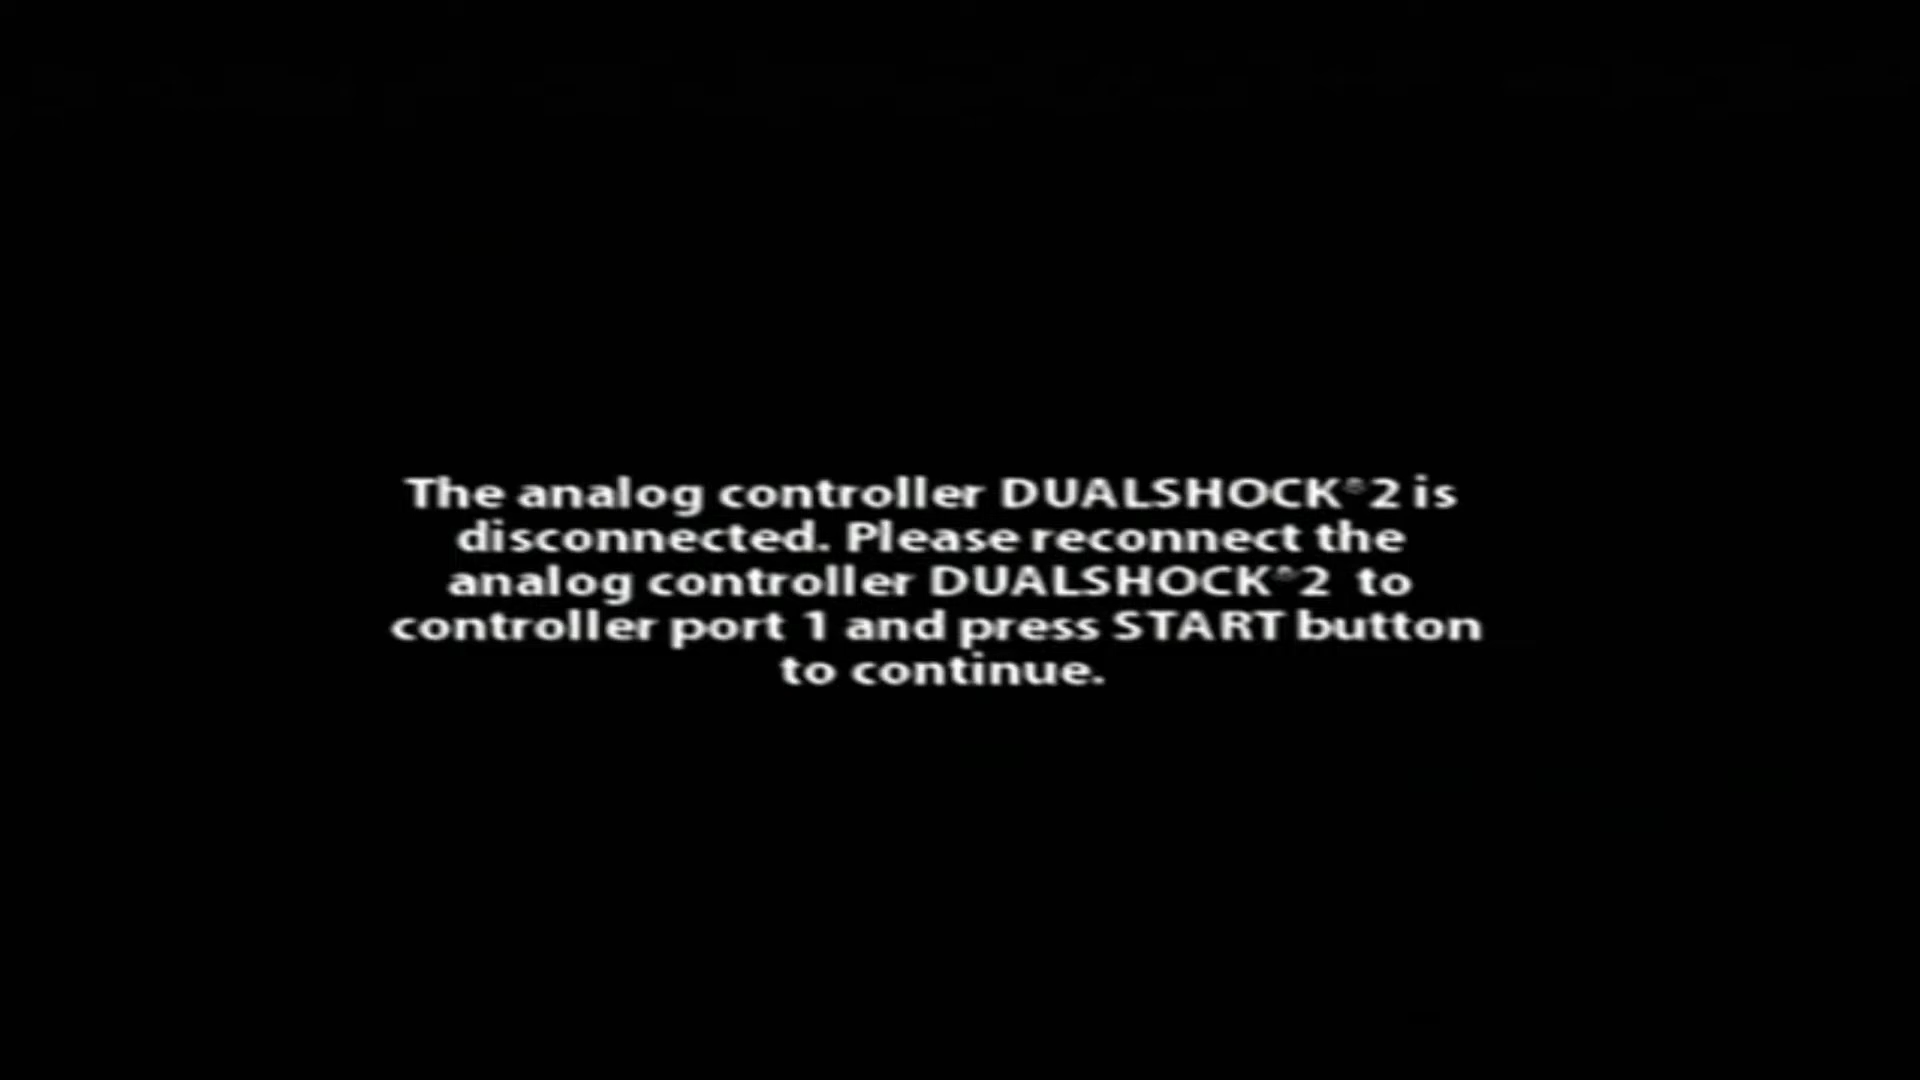 The analog controller DUALSHOCK®2 is
disconnected. Please reconnect the
analog controller DUALSHOCK®2 to
controller port 1 and press START button
to continue.